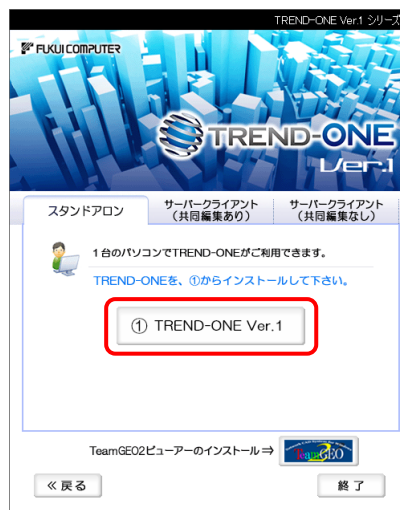 TREND-ONE Ver.1 シリーズ
FUKUI COMPUTER
TREND-ONE
Ver.1
スタンドアロン
サーバークライアント
（共同編集あり）
サーバークライアント
（共同編集なし）
1台のパソコンでTREND-ONEがご利用できます。
TREND-ONEを、①からインストールして下さい。
① TREND-ONE Ver.1
TeamGEO2ビューアーのインストール⇒
TeamGEO
≪戻る
終了